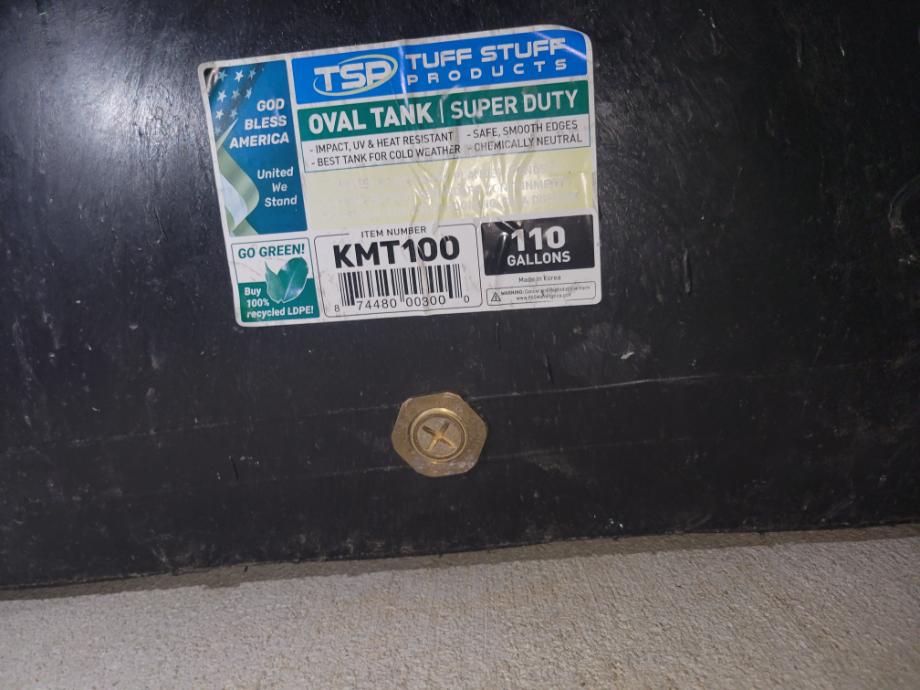 TSP TUFF STUFF
PRODUCTS
GOD
BLESS
AMERICA
United
We
Stand
OVAL TANK | SUPER DUTY
- IMPACT, UV & HEAT RESISTANT - SAFE, SMOOTH EDGES
- BEST TANK FOR COLD WEATHER - CHEMICALLY NEUTRAL
GO GREEN!
Buy
100%
recycled LDPE!
ITEM NUMBER
KMT100
8 74480 00300 0
110
GALLONS
Made in Korea
WARNING: